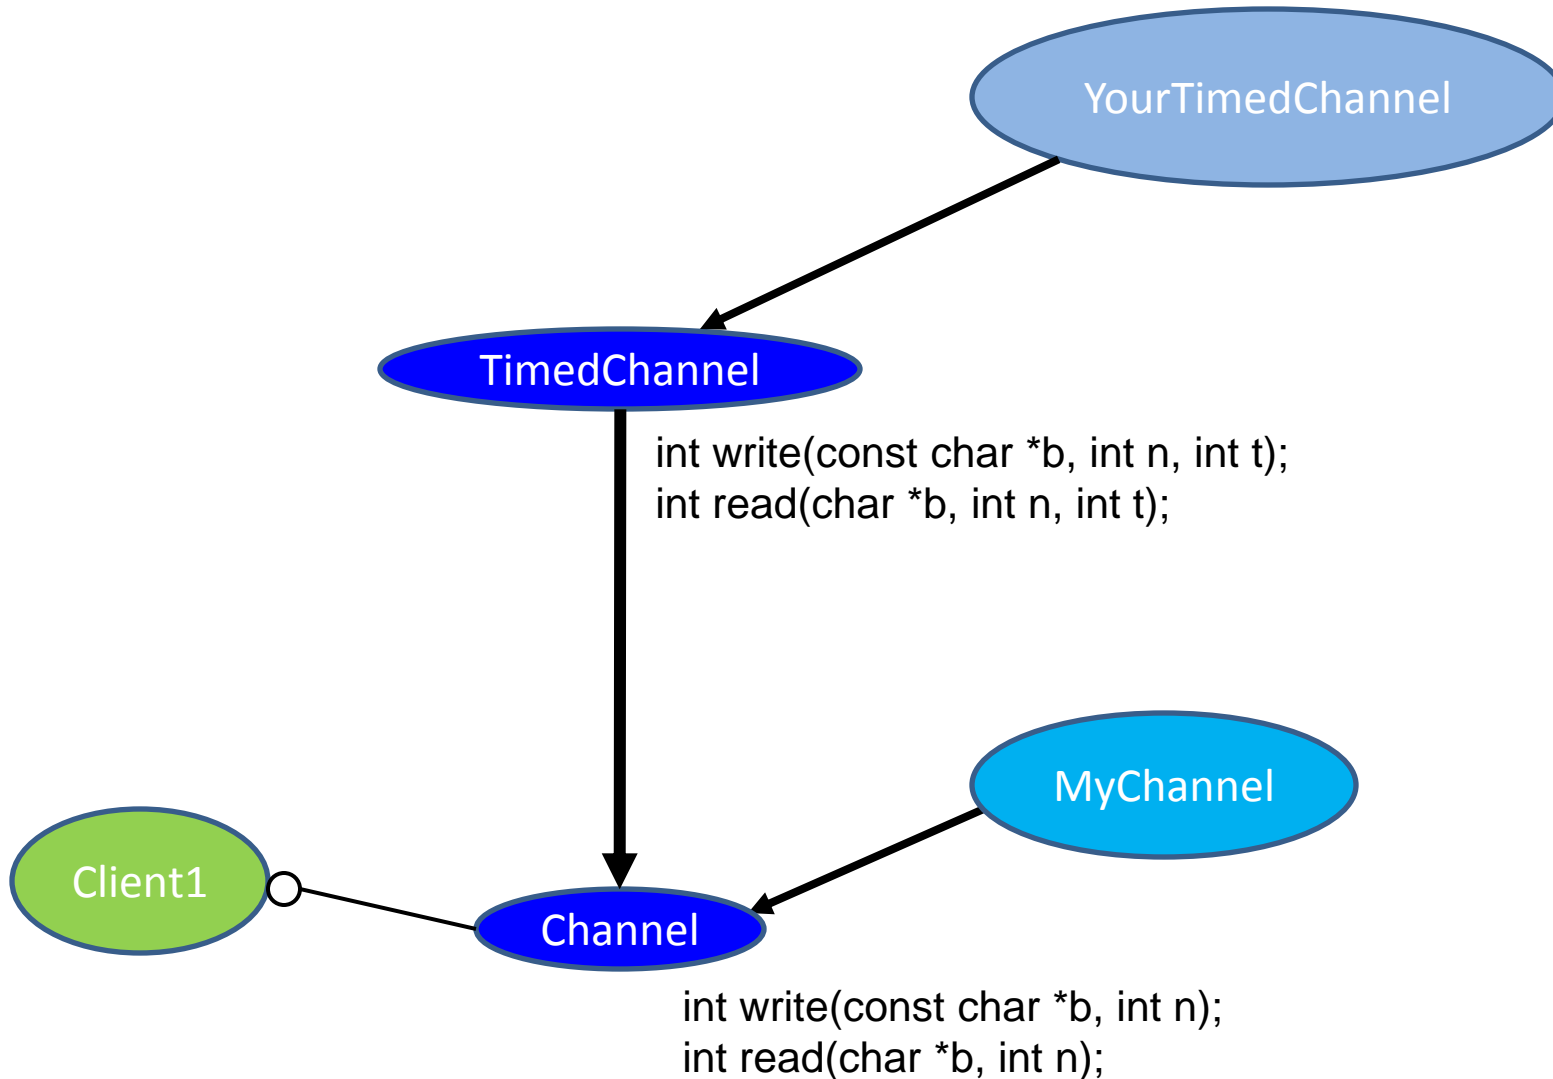 YourTimedChannel
TimedChannel
int write(const char *b, int n, int t);
int read(char *b, int n, int t);
MyChannel
Client1
Channel
int write(const char *b, int n);
int read(char *b, int n);